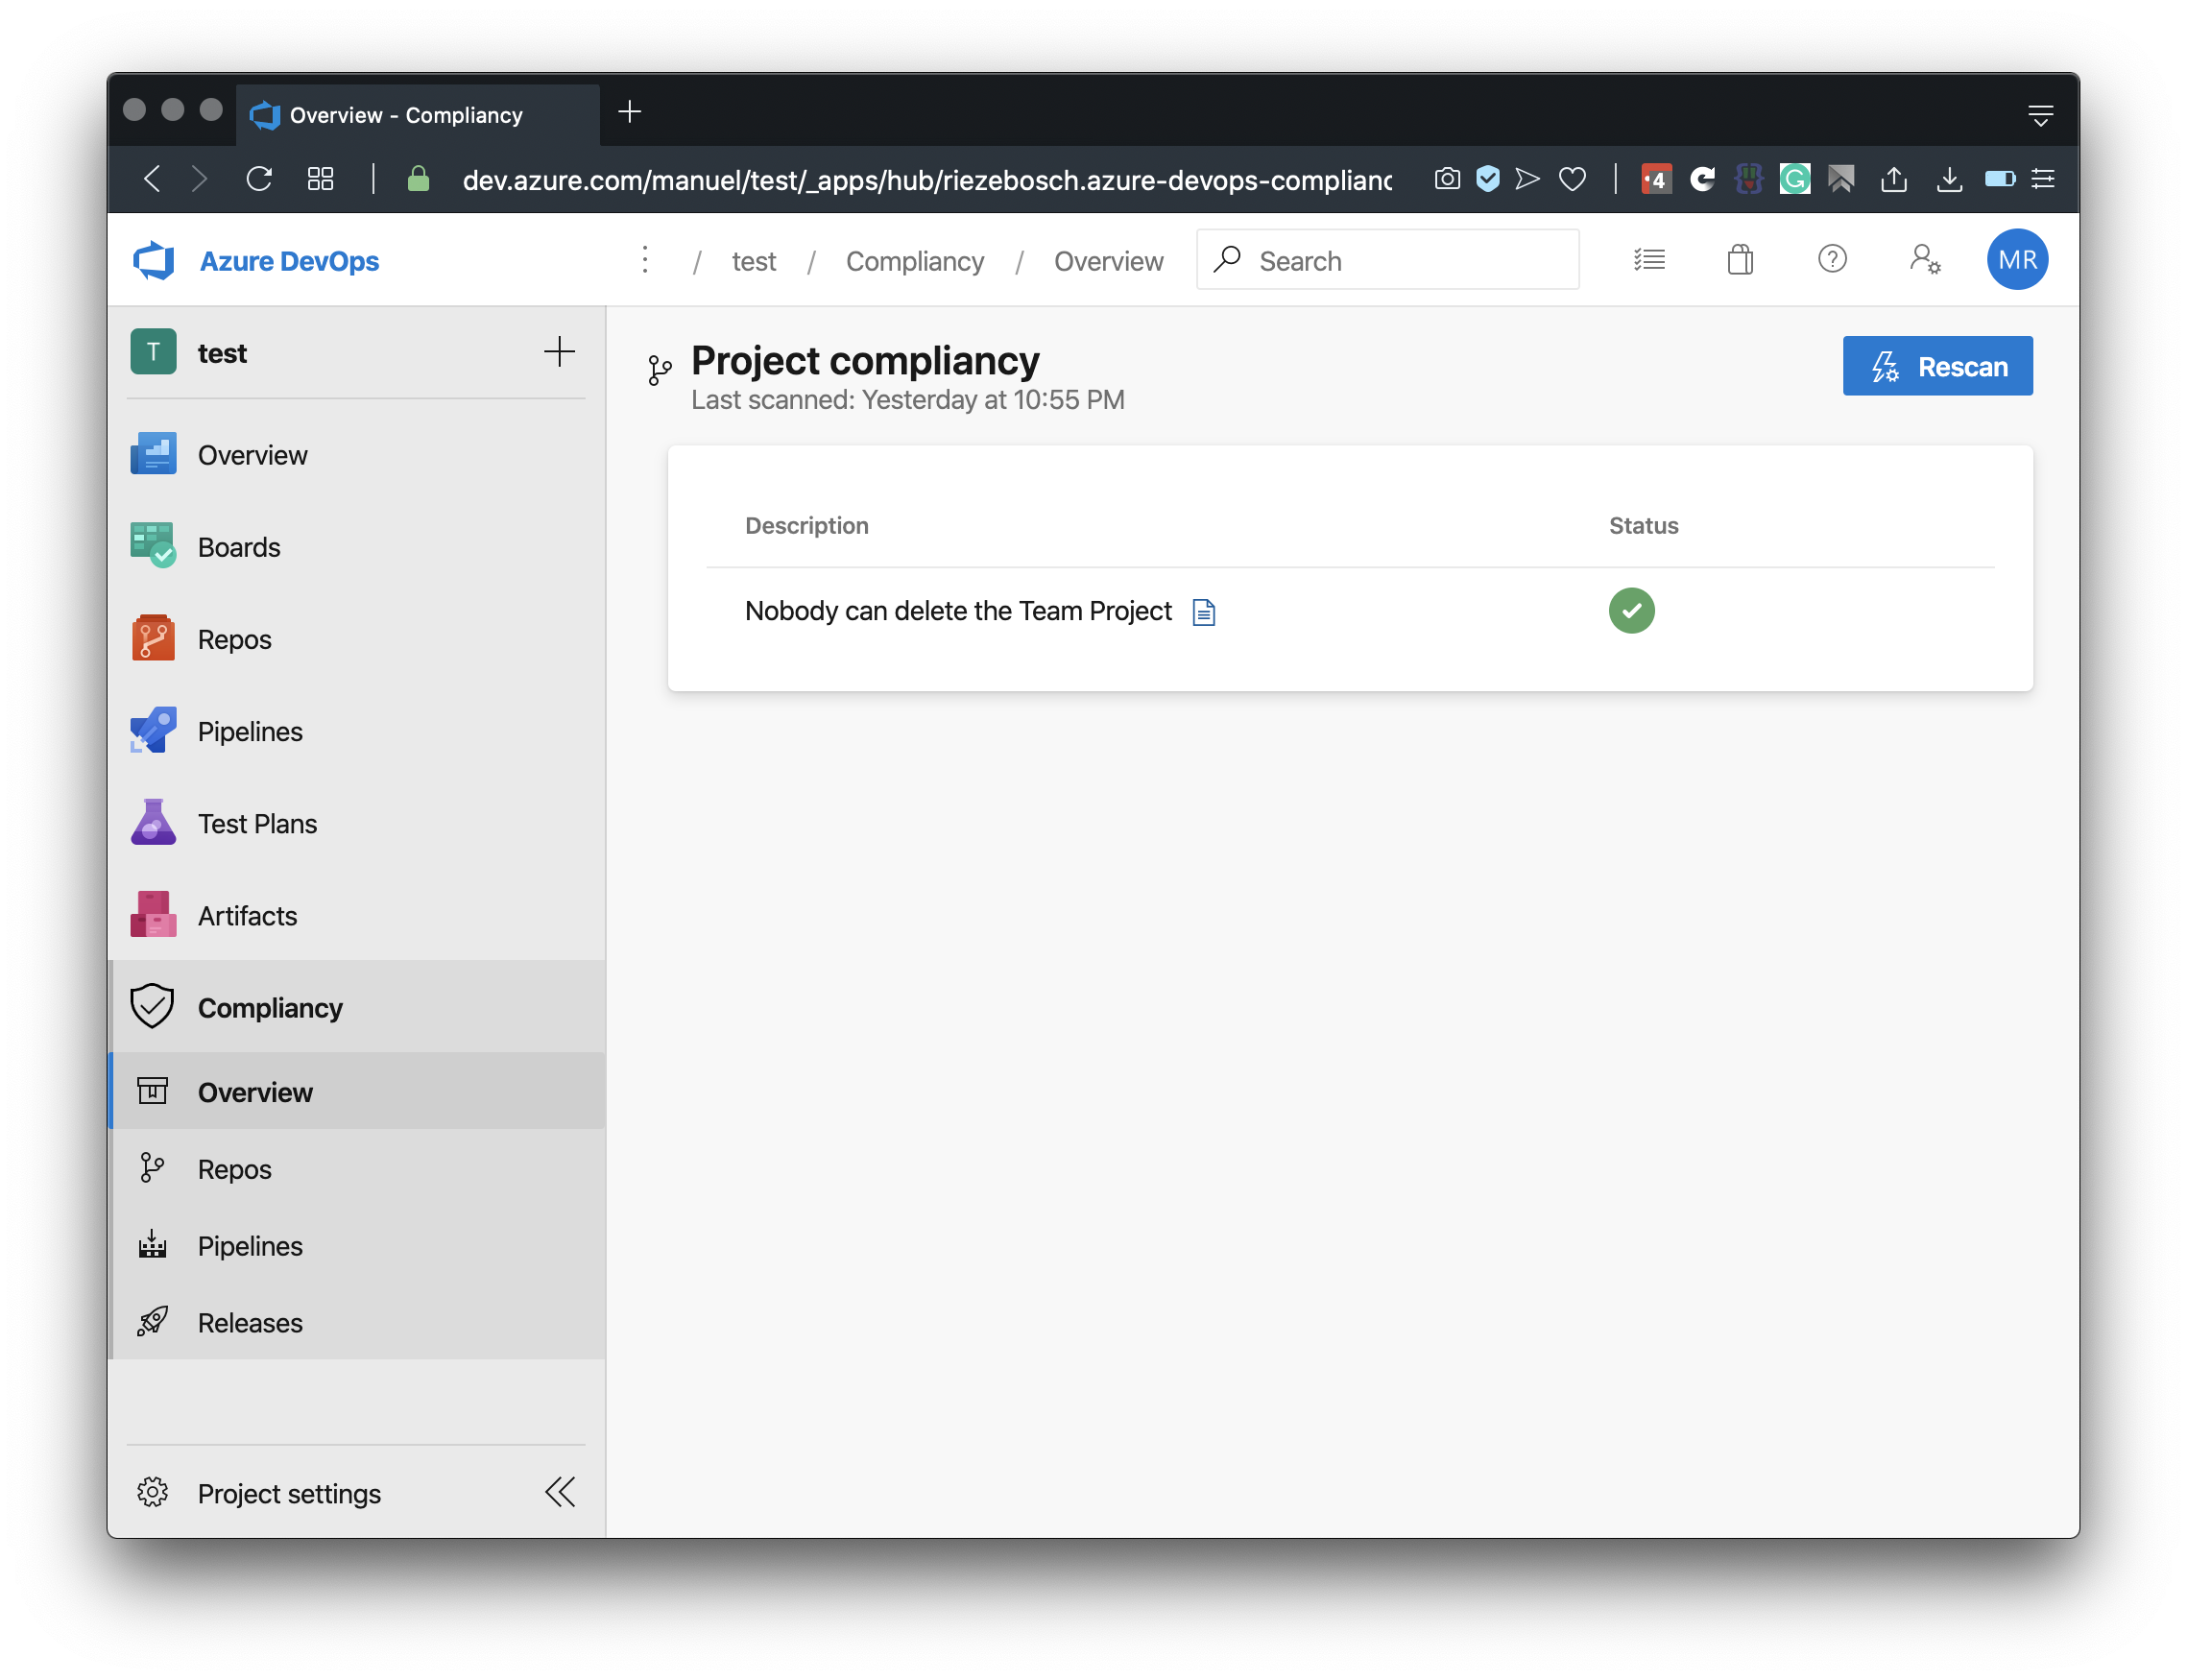 Overview - Compliancy
dev.azure.com/manuel/test/_apps/hub/riezebosch.azure-devops-complianc
4
Azure DevOps
/ test / Compliancy / Overview
Search
MR
T test
Overview
Boards
Repos
Pipelines
Test Plans
Artifacts
Compliancy
Overview
Repos
Pipelines
Releases
Project settings
Project compliancy
Last scanned: Yesterday at 10:55 PM
Rescan
Description Status
Nobody can delete the Team Project